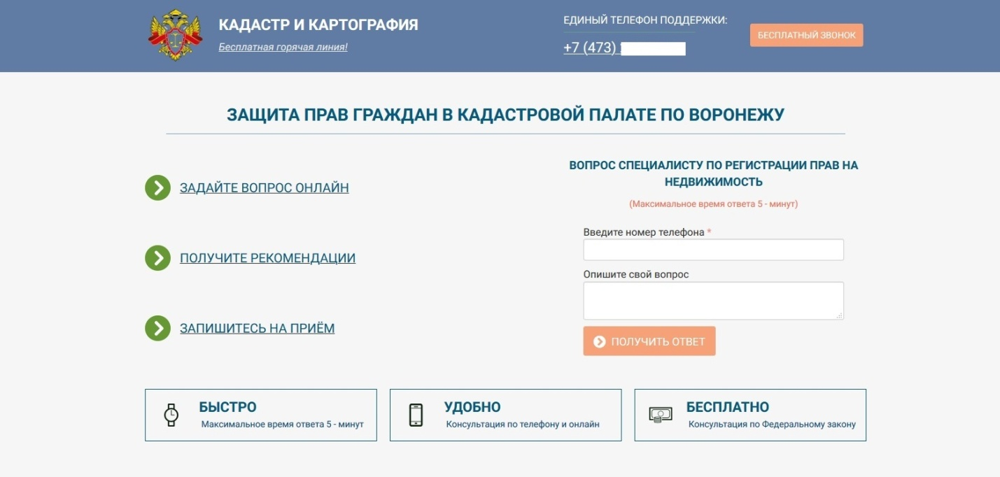 КАДАСТР И КАРТОГРАФИЯ
Бесплатная горячая линия!
ЕДИНЫЙ ТЕЛЕФОН ПОДДЕРЖКИ:
+7 (473)
БЕСПЛАТНЫЙ ЗВОНОК
ЗАЩИТА ПРАВ ГРАЖДАН В КАДАСТРОВОЙ ПАЛАТЕ ПО ВОРОНЕЖУ
ЗАДАЙТЕ ВОПРОС ОНЛАЙН
ПОЛУЧИТЕ РЕКОМЕНДАЦИИ
ЗАПИШИТЕСЬ НА ПРИЁМ
ВОПРОС СПЕЦИАЛИСТУ ПО РЕГИСТРАЦИИ ПРАВ НА
НЕДВИЖИМОСТЬ
(Максимальное время ответа 5 - минут)
Введите номер телефона *
Опишите свой вопрос
ПОЛУЧИТЬ ОТВЕТ
БЫСТРО
Максимальное время ответа 5 - минут
УДОБНО
Консультация по телефону и онлайн
БЕСПЛАТНО
Консультация по Федеральному закону